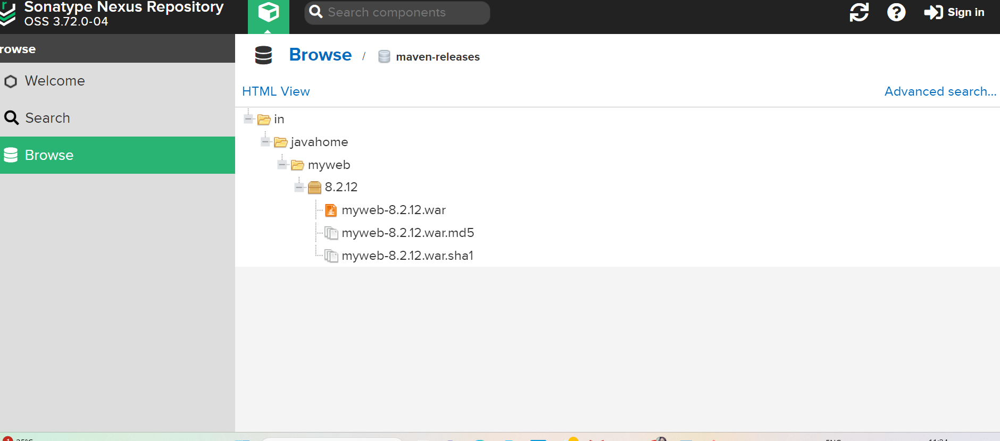 Sonatype Nexus Repository
OSS 3.72.0-04
Search components
Sign in
rowse
Welcome
Search
Browse
Browse / maven-releases
HTML View
Advanced search...
in
javahome
myweb
8.2.12
myweb-8.2.12.war
myweb-8.2.12.war.md5
myweb-8.2.12.war.sha1